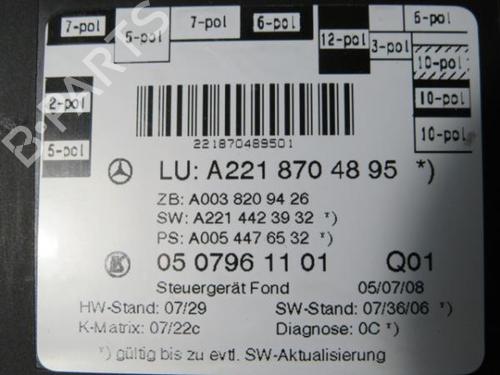 7-pol
5-pol
7-pol
6-pol
12-pol
3-pol
6-pol
10-pol
2-pol
10-pol
5-pol
10-pol
221870489501
LU: A221 870 48 95 *)
ZB: A003 820 94 26
SW: A221 442 39 32 *)
PS: A005 447 65 32 *)
05 0796 11 01 Q01
Steuergerät Fond 05/07/08
HW-Stand: 07/29 SW-Stand: 07/36/06 *)
K-Matrix: 07/22c Diagnose: 0C *)
*) gültig bis zu evtl. SW-Aktualisierung
B-PARTS